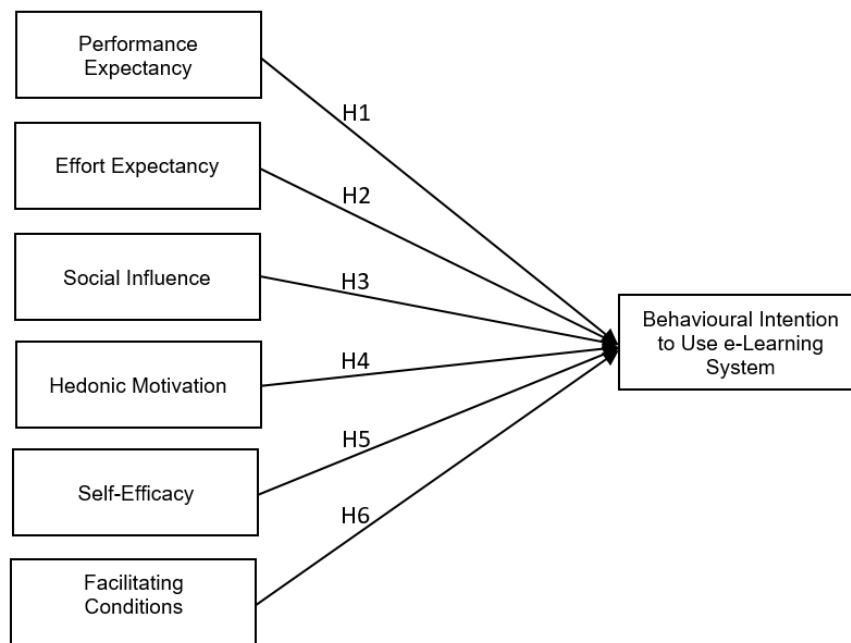 Performance
Expectancy
H1
Effort Expectancy
H2
Social Influence
H3
Hedonic Motivation
H4
Self-Efficacy
H5
Facilitating
Conditions
H6
Behavioural Intention
to Use e-Learning
System